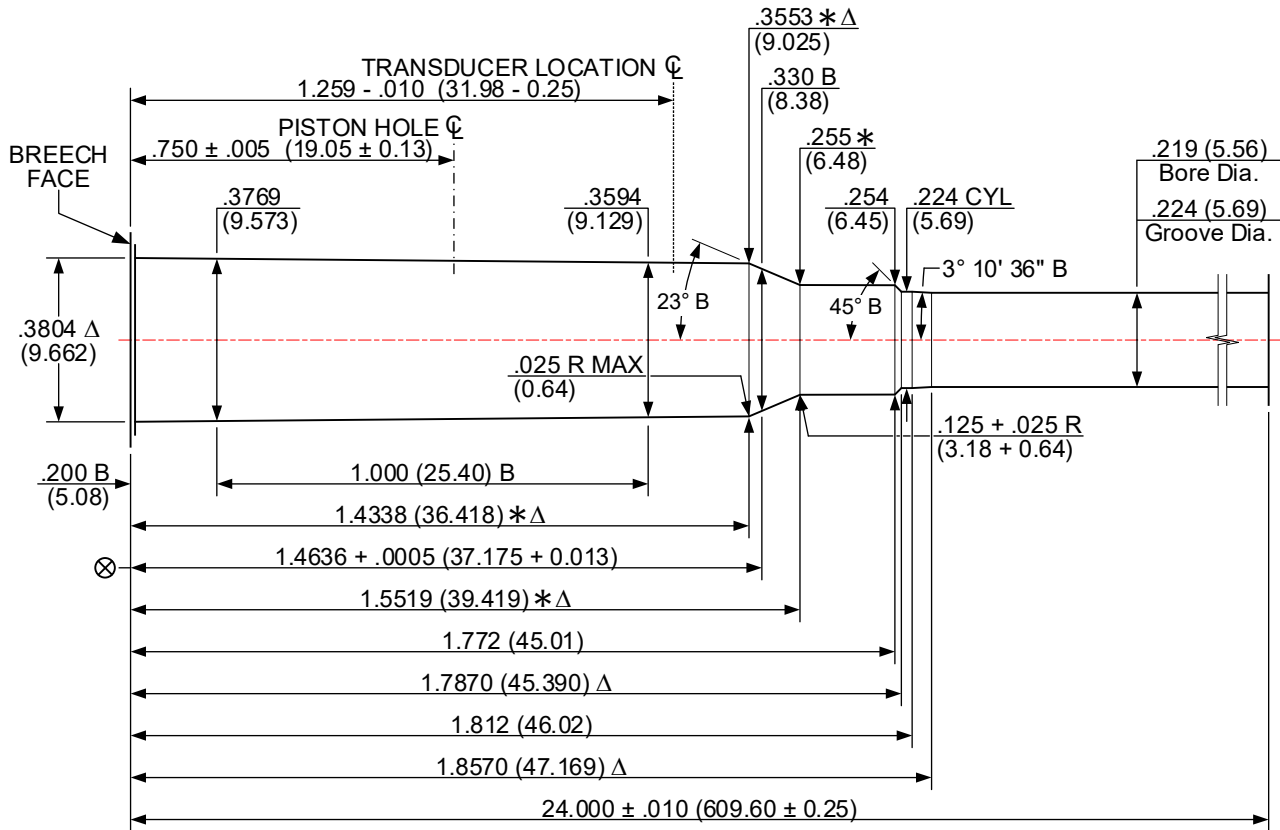 .3553 * Δ
(9.025)
TRANSDUCER LOCATION ℄
1.259 - .010 (31.98 - 0.25)
.330 B
(8.38)
PISTON HOLE ℄
.750 ± .005 (19.05 ± 0.13)
BREECH
FACE
.255 *
(6.48)
.219 (5.56)
Bore Dia.
.3769
(9.573)
.3594
(9.129)
.254
(6.45)
.224 CYL
(5.69)
.224 (5.69)
Groove Dia.
3° 10' 36" B
23° B
45° B
.3804 Δ
(9.662)
.025 R MAX
(0.64)
.125 + .025 R
(3.18 + 0.64)
.200 B
(5.08)
1.000 (25.40) B
1.4338 (36.418) * Δ
⊗
1.4636 + .0005 (37.175 + 0.013)
1.5519 (39.419) * Δ
1.772 (45.01)
1.7870 (45.390) Δ
1.812 (46.02)
1.8570 (47.169) Δ
24.000 ± .010 (609.60 ± 0.25)